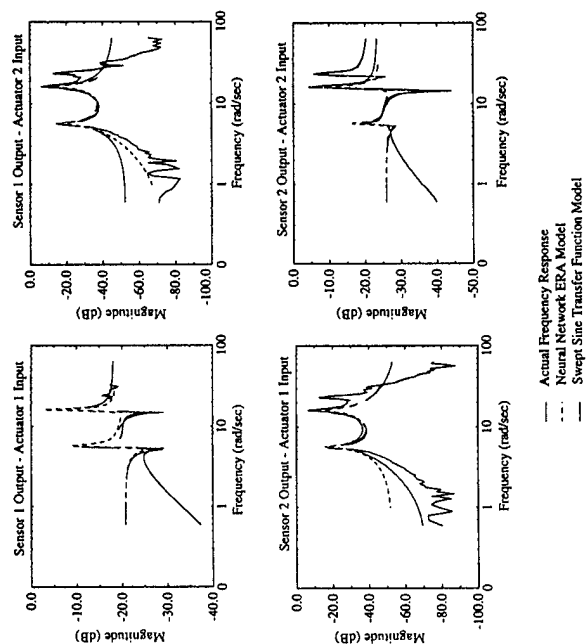 Sensor 1 Output - Actuator 1 Input
Magnitude (dB)
0.0
-10.0
-20.0
-30.0
-40.0
0 1 10 100
Frequency (rad/sec)
Sensor 1 Output - Actuator 2 Input
Magnitude (dB)
0.0
-20.0
-40.0
-60.0
-80.0
-100.0
0 1 10 100
Frequency (rad/sec)
Sensor 2 Output - Actuator 1 Input
Magnitude (dB)
0.0
-20.0
-40.0
-60.0
-80.0
-100.0
0 1 10 100
Frequency (rad/sec)
Sensor 2 Output - Actuator 2 Input
Magnitude (dB)
0.0
-10.0
-20.0
-30.0
-40.0
-50.0
0 1 10 100
Frequency (rad/sec)
Actual Frequency Response
Neural Network ERA Model
Swept Sine Transfer Function Model